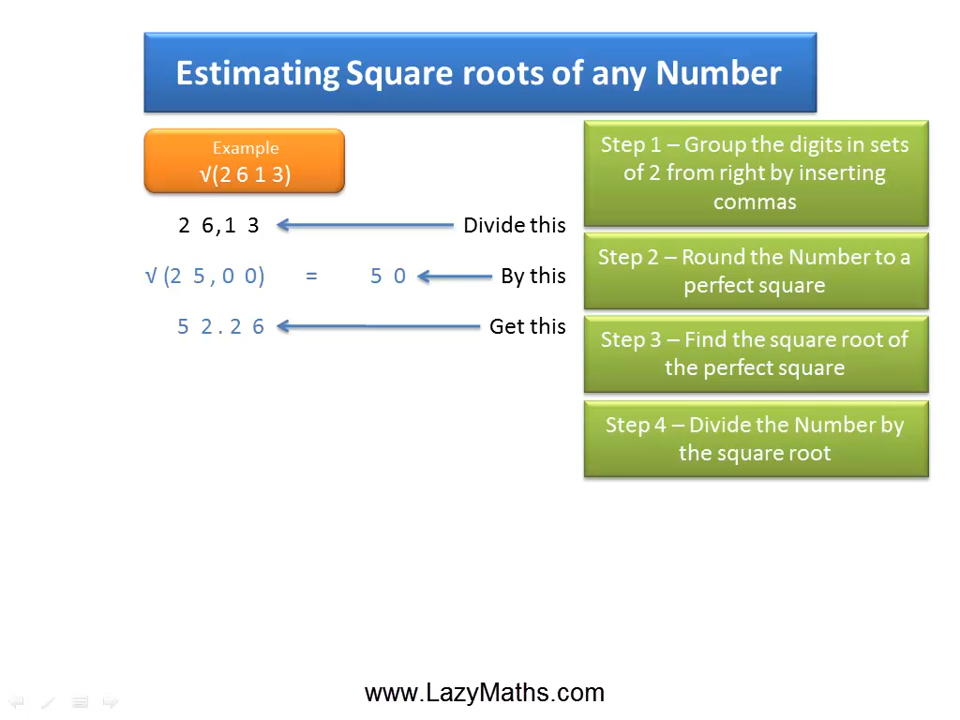 Estimating Square roots of any Number
Example
√(2 6 1 3)
2 6,1 3 Divide this
√ (2 5 , 0 0) = 5 0 By this
5 2 . 2 6 Get this
Step 1 – Group the digits in sets
of 2 from right by inserting
commas
Step 2 – Round the Number to a
perfect square
Step 3 – Find the square root of
the perfect square
Step 4 – Divide the Number by
the square root
www.LazyMaths.com